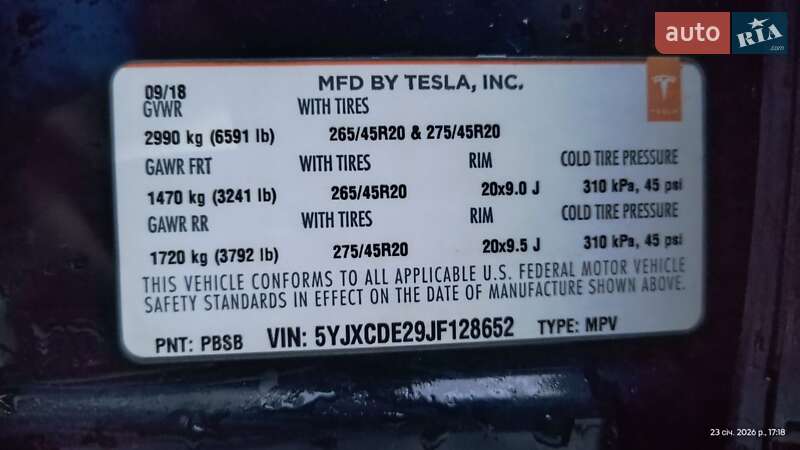 auto RIA .com
09/18 MFD BY TESLA, INC.
TESLA
GVWR WITH TIRES
2990 kg (6591 lb) 265/45R20 & 275/45R20
GAWR FRT WITH TIRES RIM COLD TIRE PRESSURE
1470 kg (3241 lb) 265/45R20 20x9.0 J 310 kPa, 45 psi
GAWR RR WITH TIRES RIM COLD TIRE PRESSURE
1720 kg (3792 lb) 275/45R20 20x9.5 J 310 kPa, 45 psi
THIS VEHICLE CONFORMS TO ALL APPLICABLE U.S. FEDERAL MOTOR VEHICLE
SAFETY STANDARDS IN EFFECT ON THE DATE OF MANUFACTURE SHOWN ABOVE.
PNT: PBSB VIN: 5YJXCDE29JF128652 TYPE: MPV
23 січ. 2026 р., 17:18